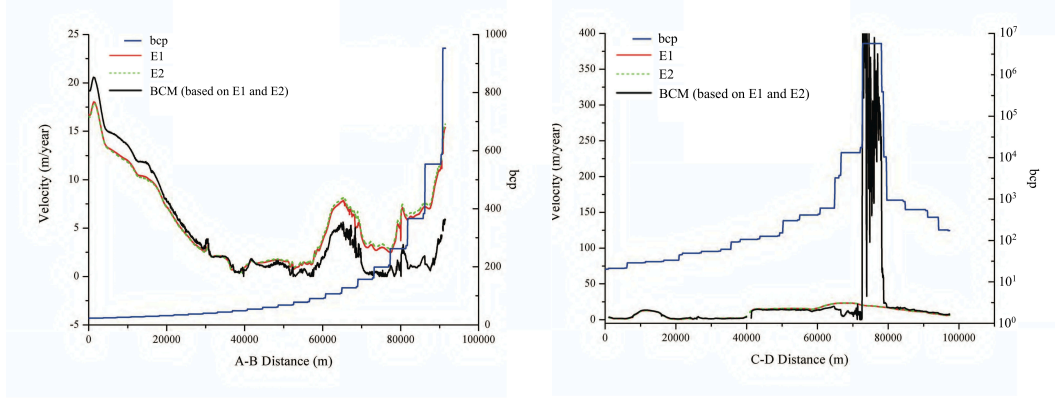 25
20
15
10
5
0
-5
Velocity (m/year)
bcp
E1
E2
BCM (based on E1 and E2)
1000
800
600
400
200
0
bcp
0 20000 40000 60000 80000 100000
A-B Distance (m)
400
350
300
250
200
150
100
50
0
Velocity (m/year)
bcp
E1
E2
BCM (based on E1 and E2)
10^7
10^6
10^5
10^4
10^3
10^2
10^1
10^0
bcp
0 20000 40000 60000 80000 100000
C-D Distance (m)